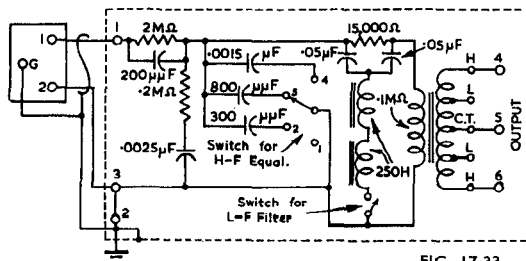 1
2MΩ
15,000Ω
1
.0015 μF
.05μF
.05μF
H 4
G
200μμF
4
L
2
.2MΩ
800 μμF
3
.1MΩ
C.T. 5
OUTPUT
300 μμF
2
L
.0025μF
Switch for
H-F Equal.
1
250H
H 6
3
Switch for
L-F Filter
2
FIG. 17.33